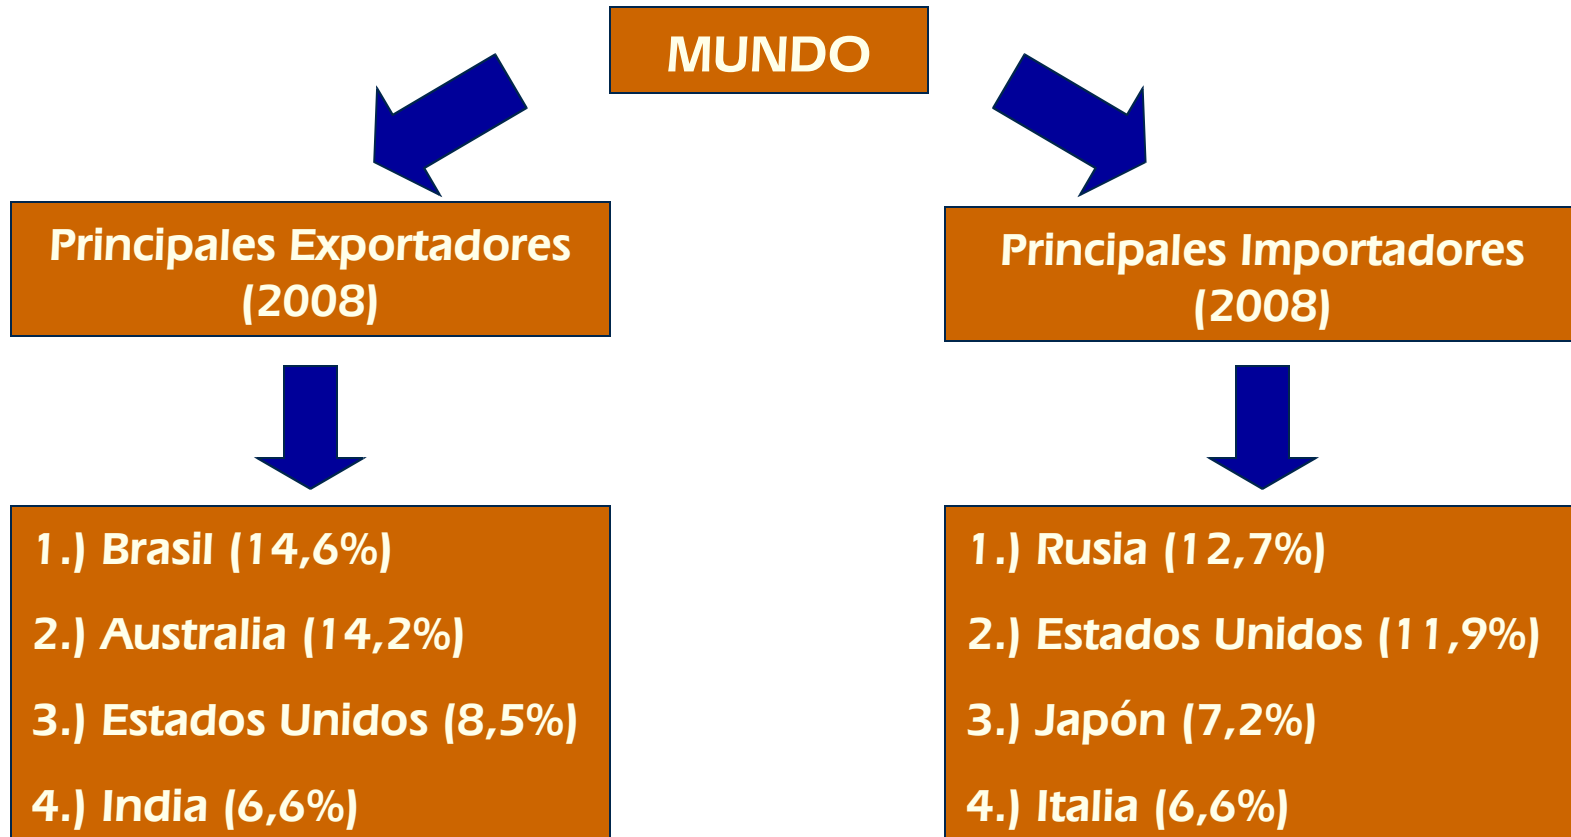 MUNDO
Principales Exportadores
(2008)
Principales Importadores
(2008)
1.) Brasil (14,6%)
2.) Australia (14,2%)
3.) Estados Unidos (8,5%)
4.) India (6,6%)
1.) Rusia (12,7%)
2.) Estados Unidos (11,9%)
3.) Japón (7,2%)
4.) Italia (6,6%)